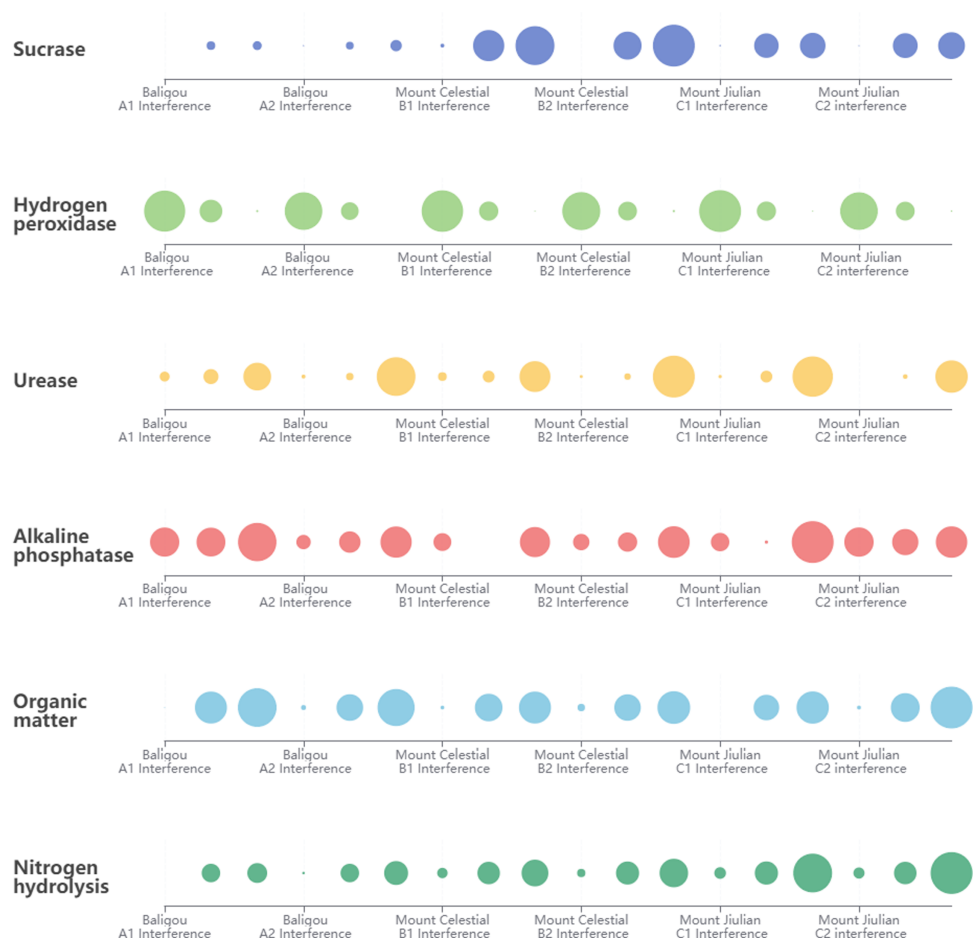 Sucrase
Baligou
A1 Interference
Baligou
A2 Interference
Mount Celestial
B1 Interference
Mount Celestial
B2 Interference
Mount Jiulian
C1 Interference
Mount Jiulian
C2 interference
Hydrogen
peroxidase
Baligou
A1 Interference
Baligou
A2 Interference
Mount Celestial
B1 Interference
Mount Celestial
B2 Interference
Mount Jiulian
C1 Interference
Mount Jiulian
C2 interference
Urease
Baligou
A1 Interference
Baligou
A2 Interference
Mount Celestial
B1 Interference
Mount Celestial
B2 Interference
Mount Jiulian
C1 Interference
Mount Jiulian
C2 interference
Alkaline
phosphatase
Baligou
A1 Interference
Baligou
A2 Interference
Mount Celestial
B1 Interference
Mount Celestial
B2 Interference
Mount Jiulian
C1 Interference
Mount Jiulian
C2 interference
Organic
matter
Baligou
A1 Interference
Baligou
A2 Interference
Mount Celestial
B1 Interference
Mount Celestial
B2 Interference
Mount Jiulian
C1 Interference
Mount Jiulian
C2 interference
Nitrogen
hydrolysis
Baligou
A1 Interference
Baligou
A2 Interference
Mount Celestial
B1 Interference
Mount Celestial
B2 Interference
Mount Jiulian
C1 Interference
Mount Jiulian
C2 interference